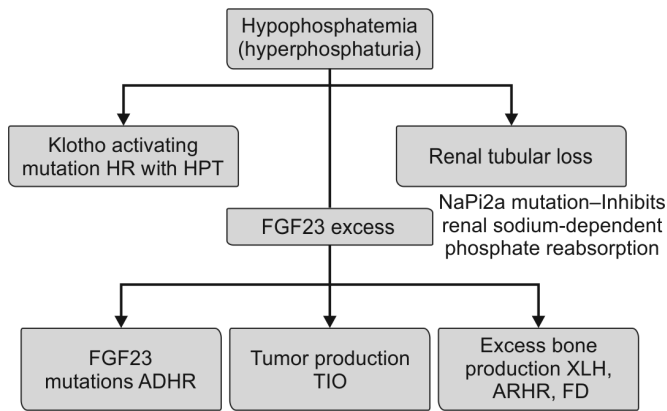 Hypophosphatemia
(hyperphosphaturia)
Klotho activating
mutation HR with HPT
Renal tubular loss
NaPi2a mutation–Inhibits
renal sodium-dependent
phosphate reabsorption
FGF23 excess
FGF23
mutations ADHR
Tumor production
TIO
Excess bone
production XLH,
ARHR, FD